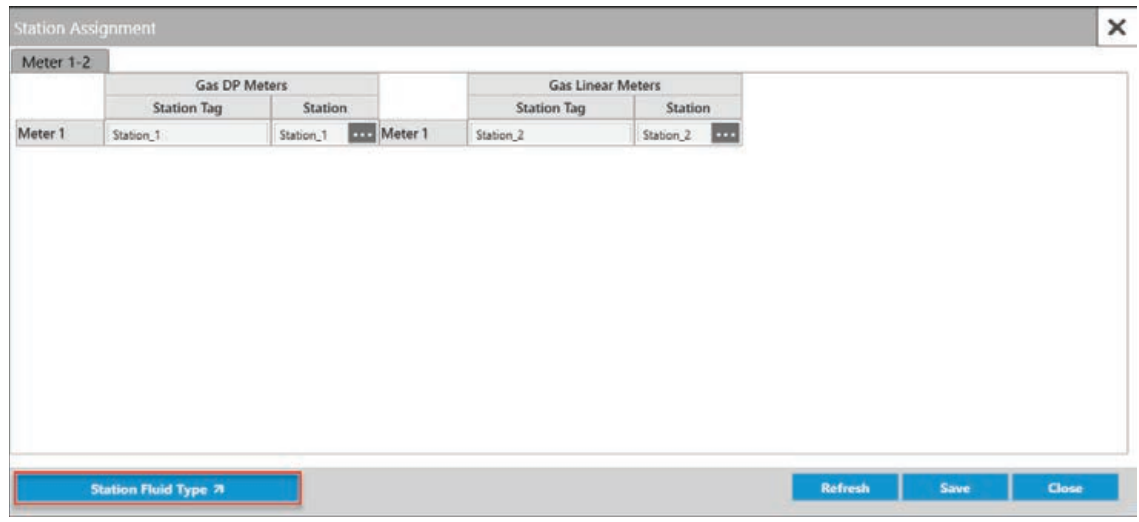 Station Assignment
Meter 1-2
Gas DP Meters Gas Linear Meters
Station Tag Station Station Tag Station
Meter 1 Station_1 Station_1 ... Meter 1 Station_2 Station_2 ...
Station Fluid Type Refresh Save Close